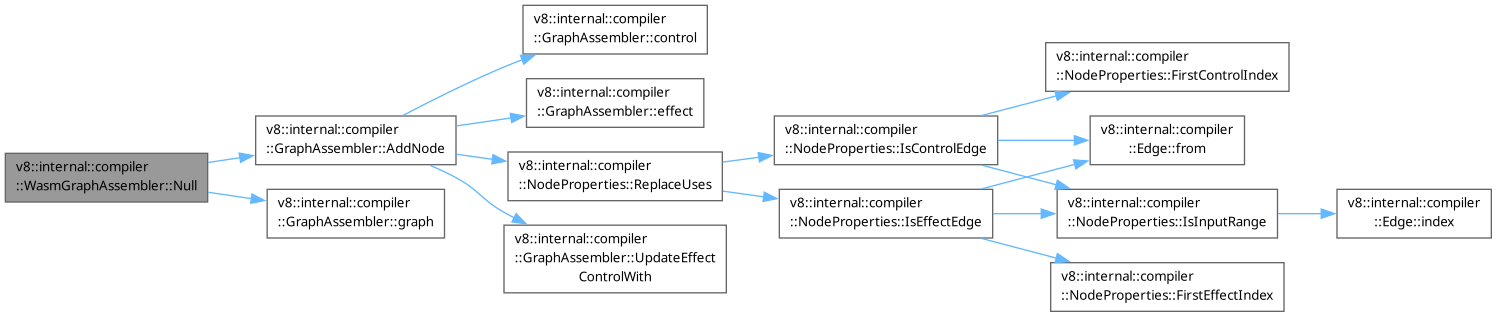 v8::internal::compiler
::WasmGraphAssembler::Null
v8::internal::compiler
::GraphAssembler::AddNode
v8::internal::compiler
::GraphAssembler::graph
v8::internal::compiler
::GraphAssembler::control
v8::internal::compiler
::GraphAssembler::effect
v8::internal::compiler
::NodeProperties::ReplaceUses
v8::internal::compiler
::GraphAssembler::UpdateEffect
ControlWith
v8::internal::compiler
::NodeProperties::IsControlEdge
v8::internal::compiler
::NodeProperties::IsEffectEdge
v8::internal::compiler
::NodeProperties::FirstControlIndex
v8::internal::compiler
::Edge::from
v8::internal::compiler
::NodeProperties::IsInputRange
v8::internal::compiler
::NodeProperties::FirstEffectIndex
v8::internal::compiler
::Edge::index